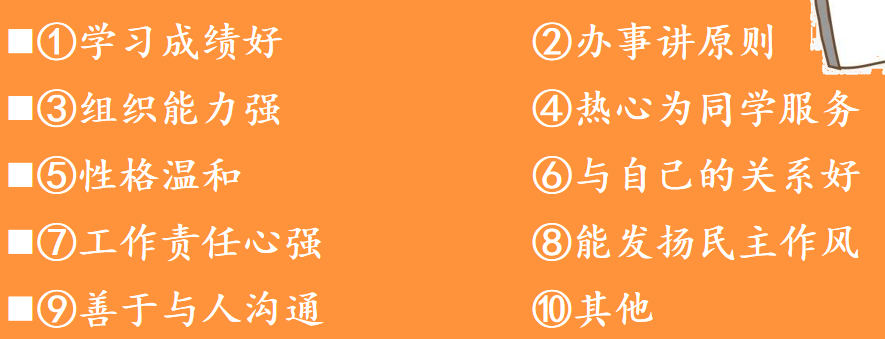 ①学习成绩好 ②办事讲原则
③组织能力强 ④热心为同学服务
⑤性格温和 ⑥与自己的关系好
⑦工作责任心强 ⑧能发扬民主作风
⑨善于与人沟通 ⑩其他